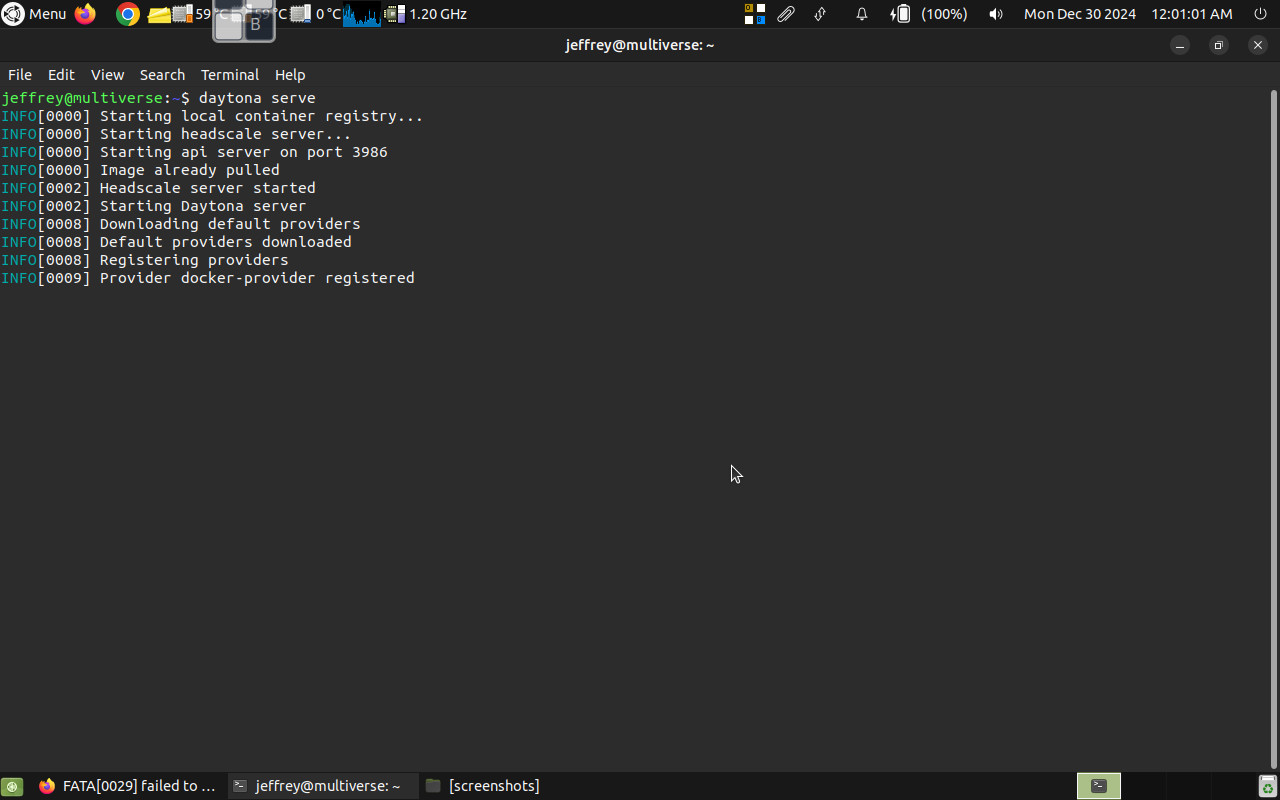 Menu 59 °C 59 °C 0 °C 1.20 GHz (100%) Mon Dec 30 2024 12:01:01 AM
B
jeffrey@multiverse: ~
File Edit View Search Terminal Help
jeffrey@multiverse:~$ daytona serve
INFO[0000] Starting local container registry...
INFO[0000] Starting headscale server...
INFO[0000] Starting api server on port 3986
INFO[0000] Image already pulled
INFO[0002] Headscale server started
INFO[0002] Starting Daytona server
INFO[0008] Downloading default providers
INFO[0008] Default providers downloaded
INFO[0008] Registering providers
INFO[0009] Provider docker-provider registered
FATA[0029] failed to ... jeffrey@multiverse: ~ [screenshots]